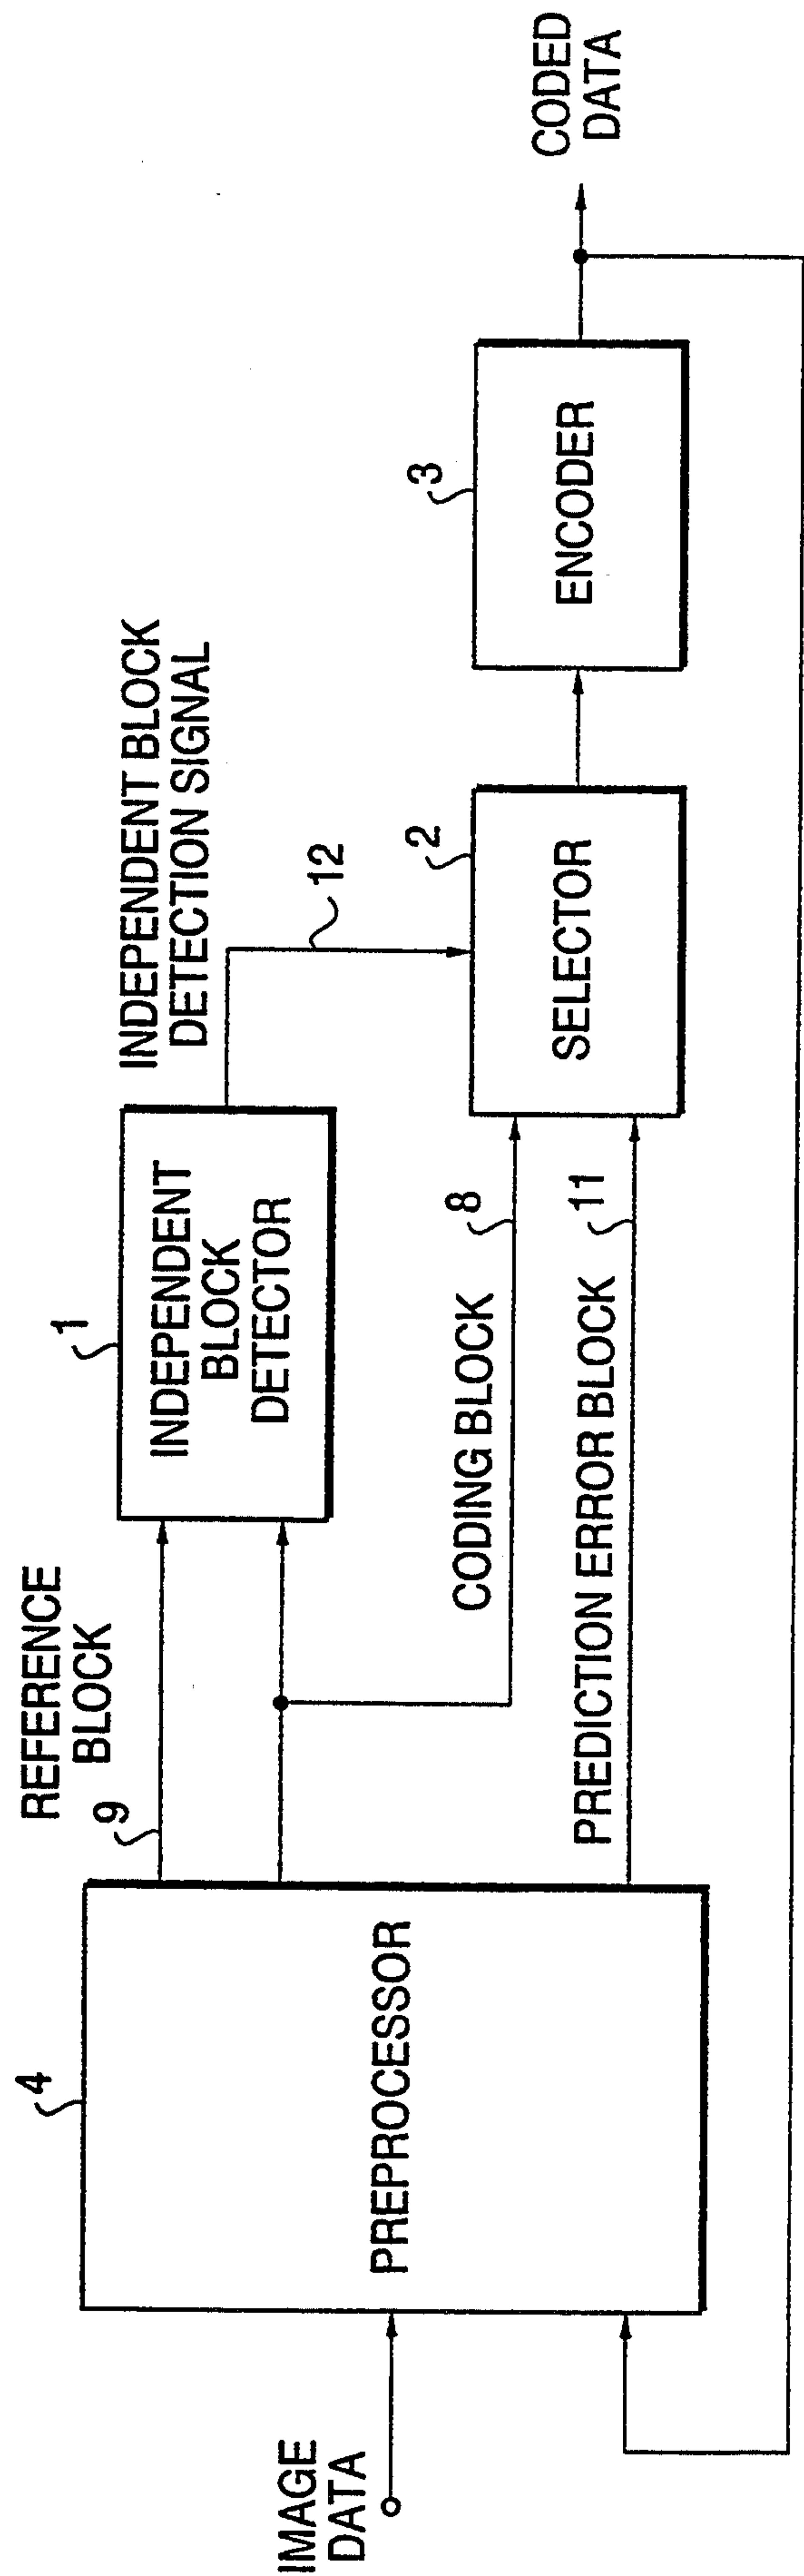 IMAGE
DATA
4
PREPROCESSOR
9
REFERENCE
BLOCK
1
INDEPENDENT
BLOCK
DETECTOR
INDEPENDENT BLOCK
DETECTION SIGNAL
12
CODING BLOCK
8
PREDICTION ERROR BLOCK
11
2
SELECTOR
3
ENCODER
CODED
DATA